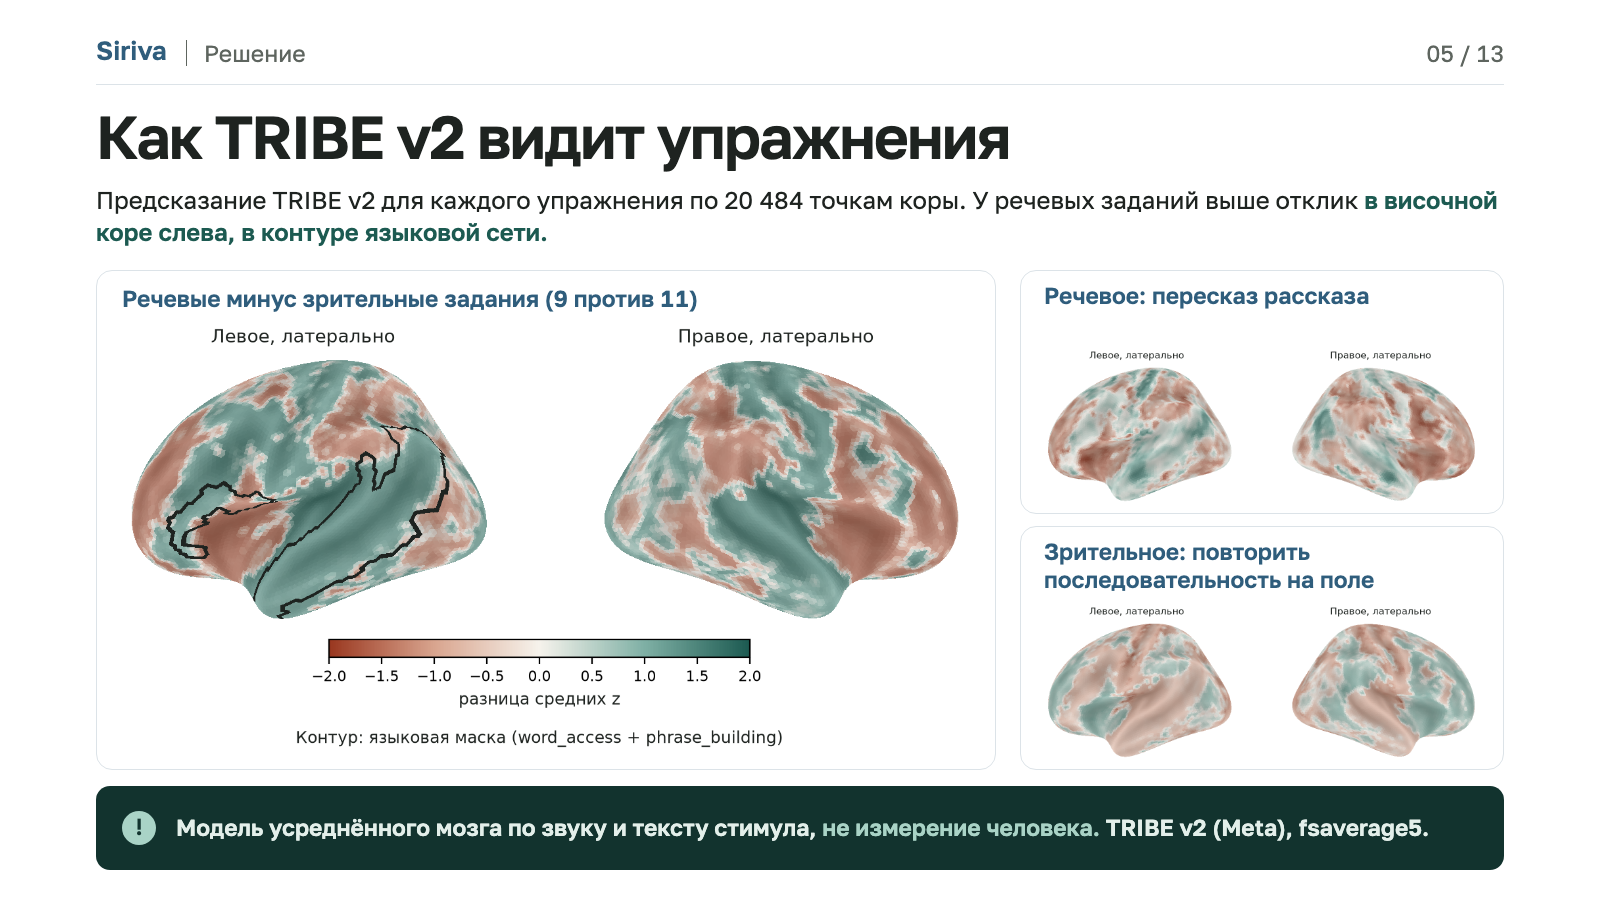 Siriva
Решение
05 / 13
Как TRIBE v2 видит упражнения
Предсказание TRIBE v2 для каждого упражнения по 20 484 точкам коры. У речевых заданий выше отклик в височной
коре слева, в контуре языковой сети.
Речевые минус зрительные задания (9 против 11)
Левое, латерально
Правое, латерально
−2.0 −1.5 −1.0 −0.5 0.0 0.5 1.0 1.5 2.0
разница средних z
Контур: языковая маска (word_access + phrase_building)
Речевое: пересказ рассказа
Левое, латерально
Правое, латерально
Зрительное: повторить
последовательность на поле
Левое, латерально
Правое, латерально
! Модель усреднённого мозга по звуку и тексту стимула, не измерение человека. TRIBE v2 (Meta), fsaverage5.